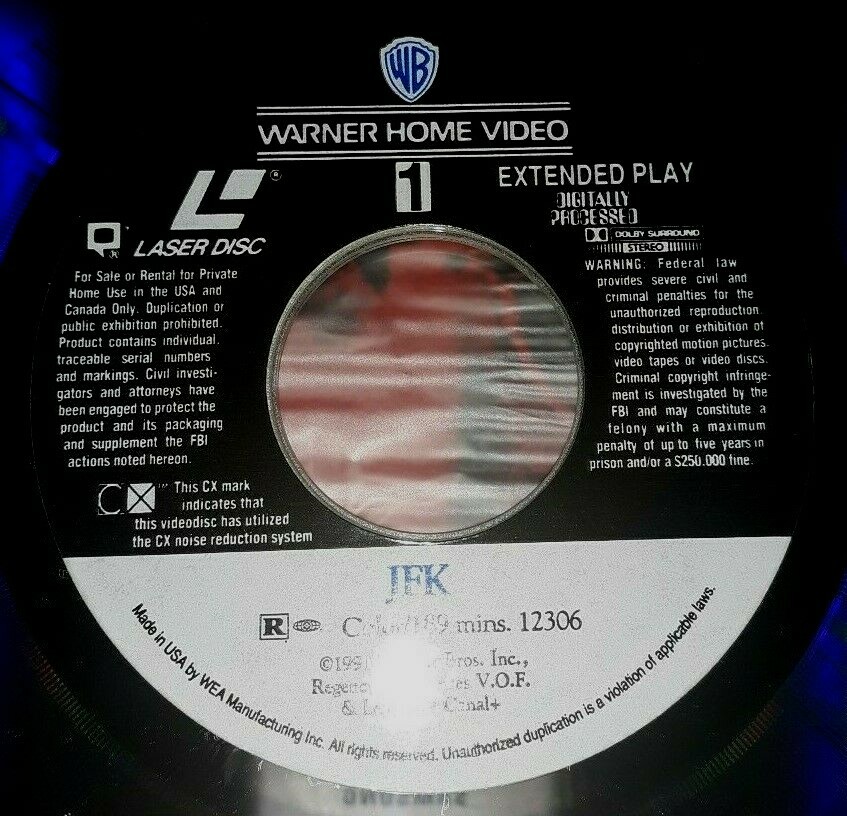 WB
WARNER HOME VIDEO
1
EXTENDED PLAY
DIGITALLY
PROCESSED
DOLBY SURROUND
STEREO
LASER DISC
For Sale or Rental for Private
Home Use in the USA and
Canada Only. Duplication or
public exhibition prohibited.
Product contains individual,
traceable serial numbers
and markings. Civil investi-
gators and attorneys have
been engaged to protect the
product and its packaging
and supplement the FBI
actions noted hereon.
WARNING: Federal law
provides severe civil and
criminal penalties for the
unauthorized reproduction,
distribution or exhibition of
copyrighted motion pictures,
video tapes or video discs.
Criminal copyright infringe-
ment is investigated by the
FBI and may constitute a
felony with a maximum
penalty of up to five years in
prison and/or a $250,000 fine.
CX ™ This CX mark
indicates that
this videodisc has utilized
the CX noise reduction system
JFK
R Color/189 mins. 12306
©1991 Bros. Inc.,
V.O.F.
& Canal+
Made in USA by WEA Manufacturing Inc. All rights reserved. Unauthorized duplication is a violation of applicable laws.